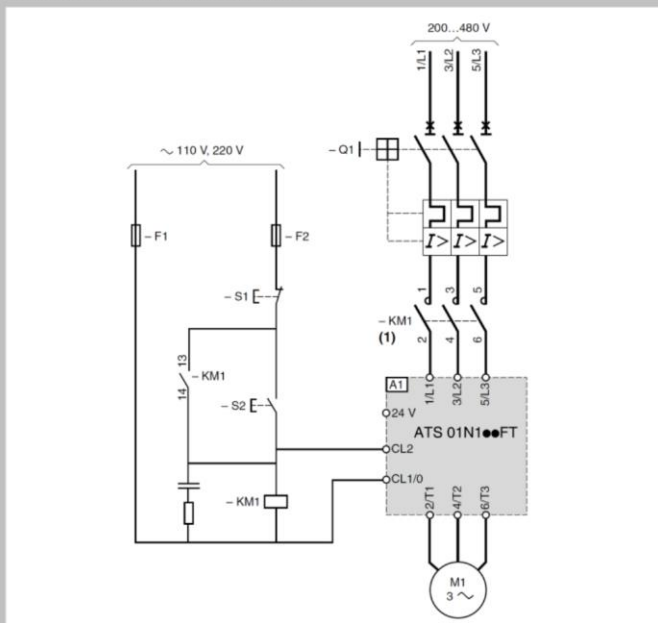 200...480 V
1/L1
3/L2
5/L3
~ 110 V, 220 V
– Q1
– F1
– F2
I>
I>
I>
– S1
1
3
5
– KM1
(1)
2
4
6
13
– KM1
14
A1
1/L1
3/L2
5/L3
– S2
24 V
ATS 01N1●●FT
CL2
CL1/0
– KM1
2/T1
4/T2
6/T3
M1
3 ~